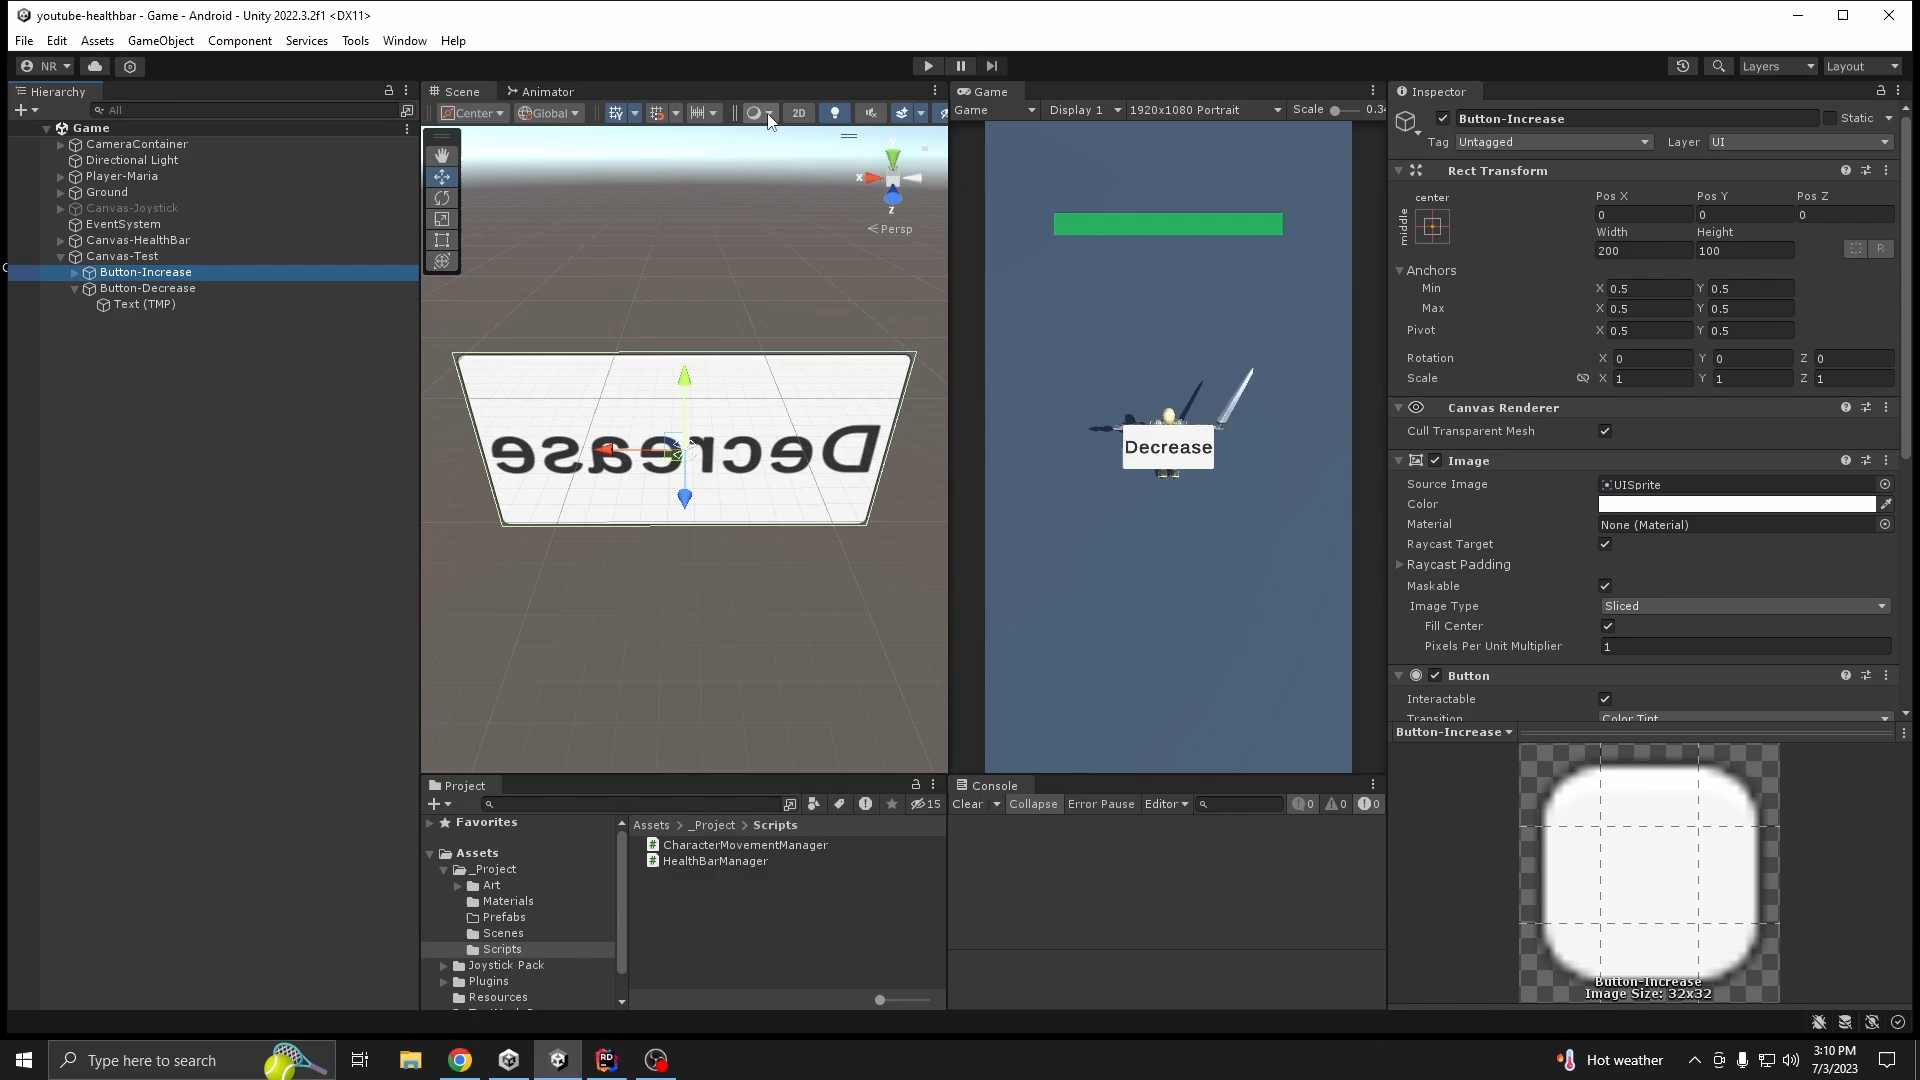 youtube-healthbar - Game - Android - Unity 2022.3.2f1 <DX11>
File Edit Assets GameObject Component Services Tools Window Help
NR Layers Layout
Hierarchy
All
Game
CameraContainer
Directional Light
Player-Maria
Ground
Canvas-Joystick
EventSystem
Canvas-HealthBar
Canvas-Test
Button-Increase
Button-Decrease
Text (TMP)
Scene Animator
Center Global 2D
y
x
z
Persp
Decrease
Game
Game Display 1 1920x1080 Portrait Scale 0.3
Decrease
Inspector
Button-Increase Static
Tag Untagged Layer UI
Rect Transform
center
middle
Pos X Pos Y Pos Z
0 0 0
Width Height
200 100 R
Anchors
Min X 0.5 Y 0.5
Max X 0.5 Y 0.5
Pivot X 0.5 Y 0.5
Rotation X 0 Y 0 Z 0
Scale X 1 Y 1 Z 1
Canvas Renderer
Cull Transparent Mesh
Image
Source Image UISprite
Color
Material None (Material)
Raycast Target
Raycast Padding
Maskable
Image Type Sliced
Fill Center
Pixels Per Unit Multiplier 1
Button
Interactable
Transition Color Tint
Button-Increase
Button-Increase
Image Size: 32x32
Project
15
Favorites
Assets
_Project
Art
Materials
Prefabs
Scenes
Scripts
Joystick Pack
Plugins
Resources
Assets > _Project > Scripts
CharacterMovementManager
HealthBarManager
Console
Clear Collapse Error Pause Editor 0 0 0
Type here to search
RD
Hot weather
3:10 PM
7/3/2023